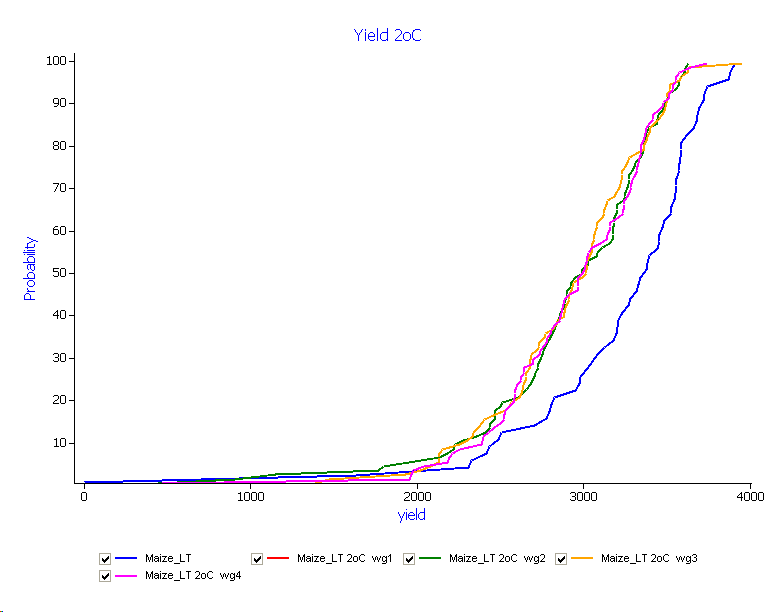 Yield 2oC
100
90
80
70
60
50
40
30
20
10
Probability
0 1000 2000 3000 4000
yield
Maize_LT Maize_LT 2oC wg1 Maize_LT 2oC wg2 Maize_LT 2oC wg3
Maize_LT 2oC wg4